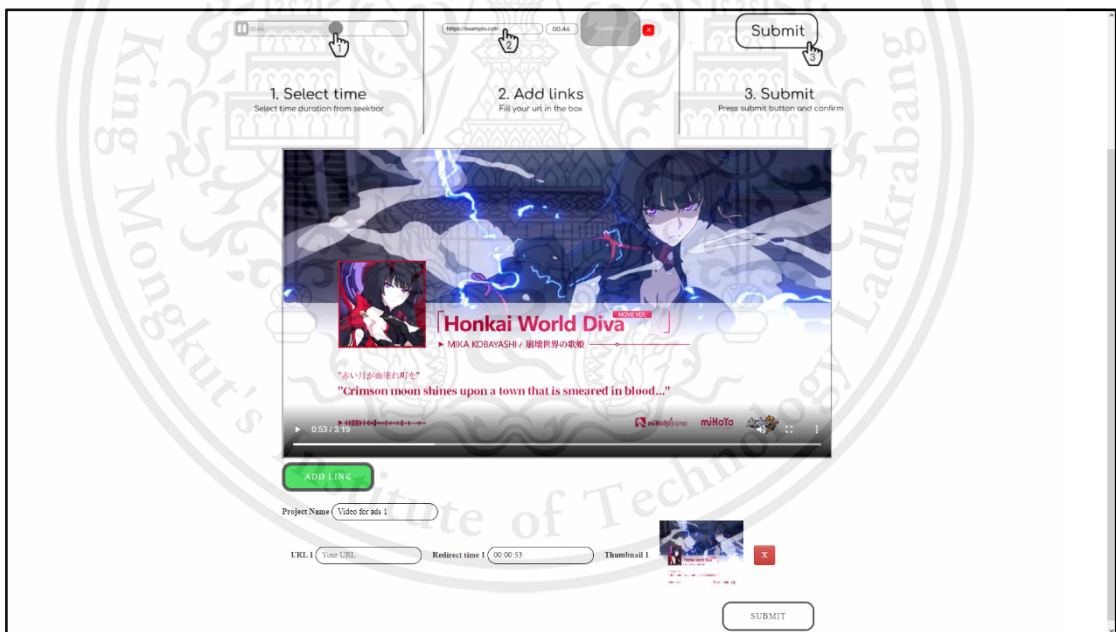 00:46
1
https://example.com
00:46
X
2
Submit
3
1. Select time
Select time duration from seekbar
2. Add links
Fill your url in the box
3. Submit
Press submit button and confirm
「Honkai World Diva MOVIE VER. 」
MIKA KOBAYASHI / 崩壊世界の歌姫
"赤い月が血塗れ町を"
"Crimson moon shines upon a town that is smeared in blood..."
0:53 / 3:19
miHoYo
ADD LINK
Project Name Video for ads 1
URL 1 Your URL Redirect time 1 00:00:53 Thumbnail 1 X
SUBMIT
King Mongkut's Institute of Technology Ladkrabang